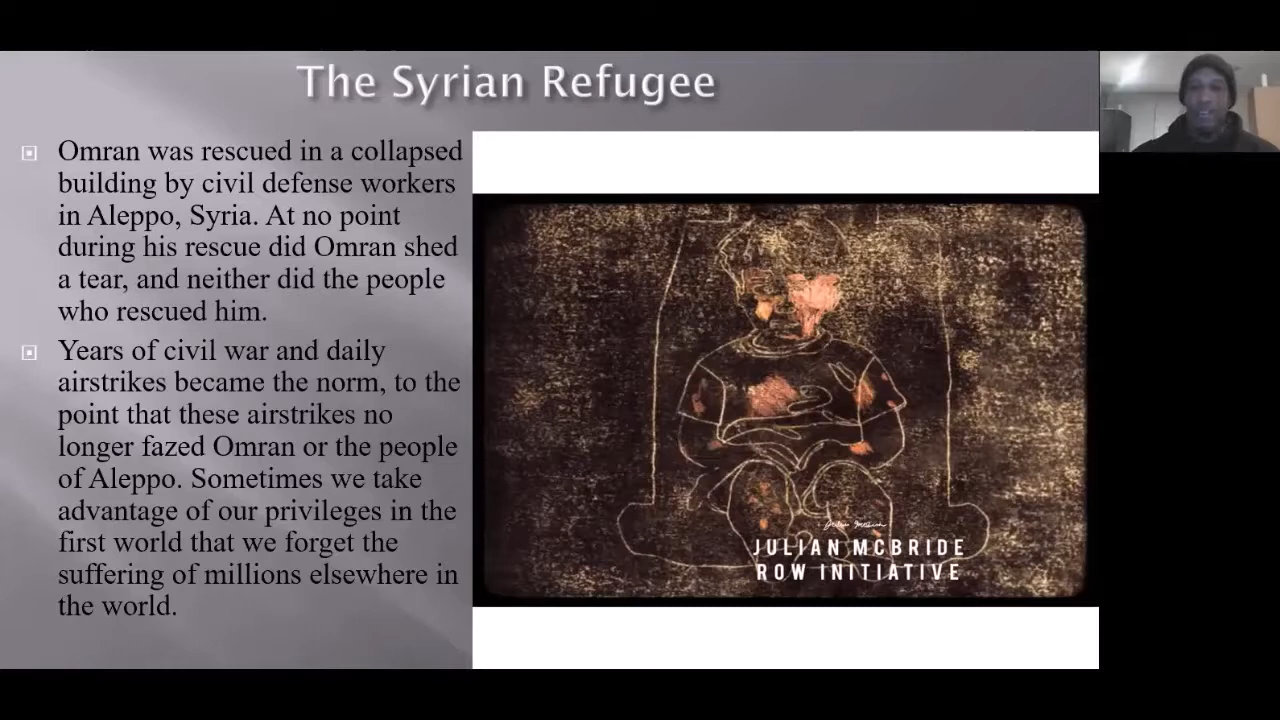 The Syrian Refugee
Omran was rescued in a collapsed
building by civil defense workers
in Aleppo, Syria. At no point
during his rescue did Omran shed
a tear, and neither did the people
who rescued him.
Years of civil war and daily
airstrikes became the norm, to the
point that these airstrikes no
longer fazed Omran or the people
of Aleppo. Sometimes we take
advantage of our privileges in the
first world that we forget the
suffering of millions elsewhere in
the world.
Julian McBride
JULIAN MCBRIDE
ROW INITIATIVE